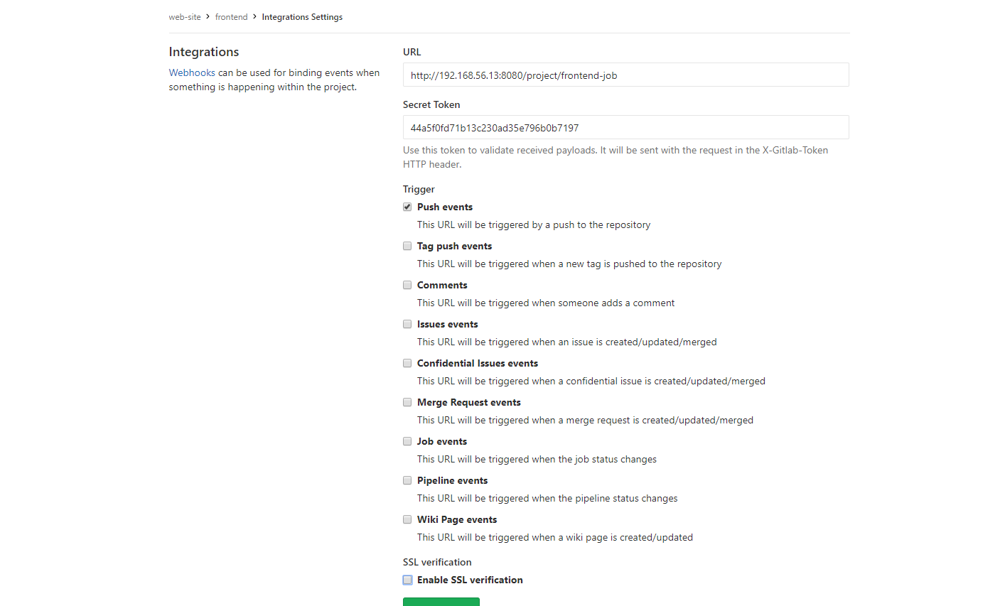 web-site > frontend > Integrations Settings
Integrations
Webhooks can be used for binding events when
something is happening within the project.
URL
http://192.168.56.13:8080/project/frontend-job
Secret Token
44a5f0fd71b13c230ad35e796b0b7197
Use this token to validate received payloads. It will be sent with the request in the X-Gitlab-Token
HTTP header.
Trigger
Push events
This URL will be triggered by a push to the repository
Tag push events
This URL will be triggered when a new tag is pushed to the repository
Comments
This URL will be triggered when someone adds a comment
Issues events
This URL will be triggered when an issue is created/updated/merged
Confidential Issues events
This URL will be triggered when a confidential issue is created/updated/merged
Merge Request events
This URL will be triggered when a merge request is created/updated/merged
Job events
This URL will be triggered when the job status changes
Pipeline events
This URL will be triggered when the pipeline status changes
Wiki Page events
This URL will be triggered when a wiki page is created/updated
SSL verification
Enable SSL verification